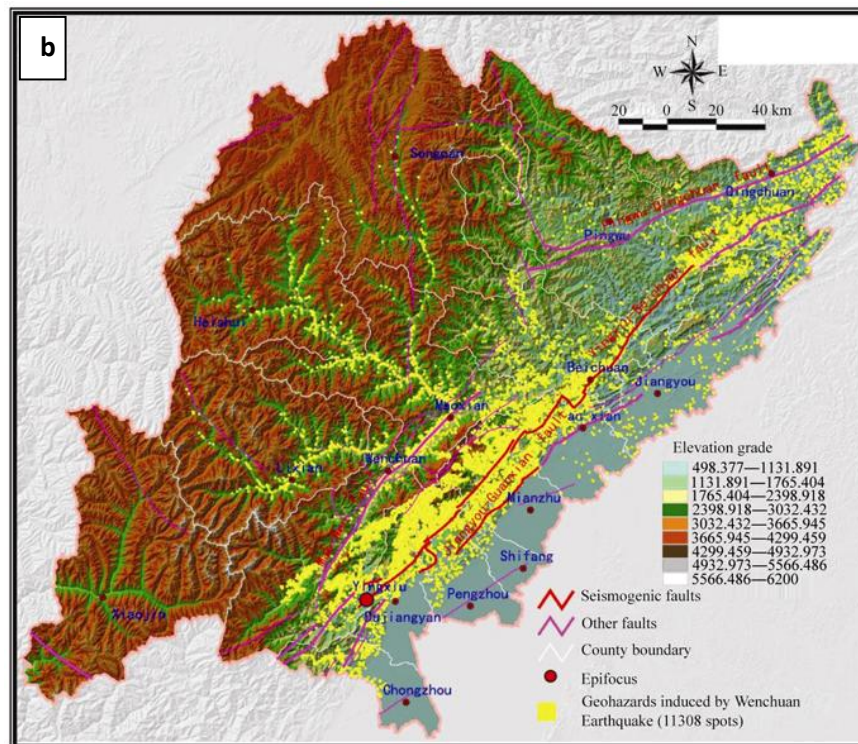 b
N
W E
S
20 0 20 40 km
Songpan
Qingchuan fault
Qingchuan
Pingwu
Heishui
Beichuan fault
Beichuan
Jiangyou
Maoxian
an xian
Lixian
Wenchuan
Mianzhu
Jiangyou-Guanxian fault
Shifang
Yingxiu
Pengzhou
Dujiangyan
Xiaojin
Chongzhou
Elevation grade
498.377—1131.891
1131.891—1765.404
1765.404—2398.918
2398.918—3032.432
3032.432—3665.945
3665.945—4299.459
4299.459—4932.973
4932.973—5566.486
5566.486—6200
Seismogenic faults
Other faults
County boundary
Epifocus
Geohazards induced by Wenchuan
Earthquake (11308 spots)